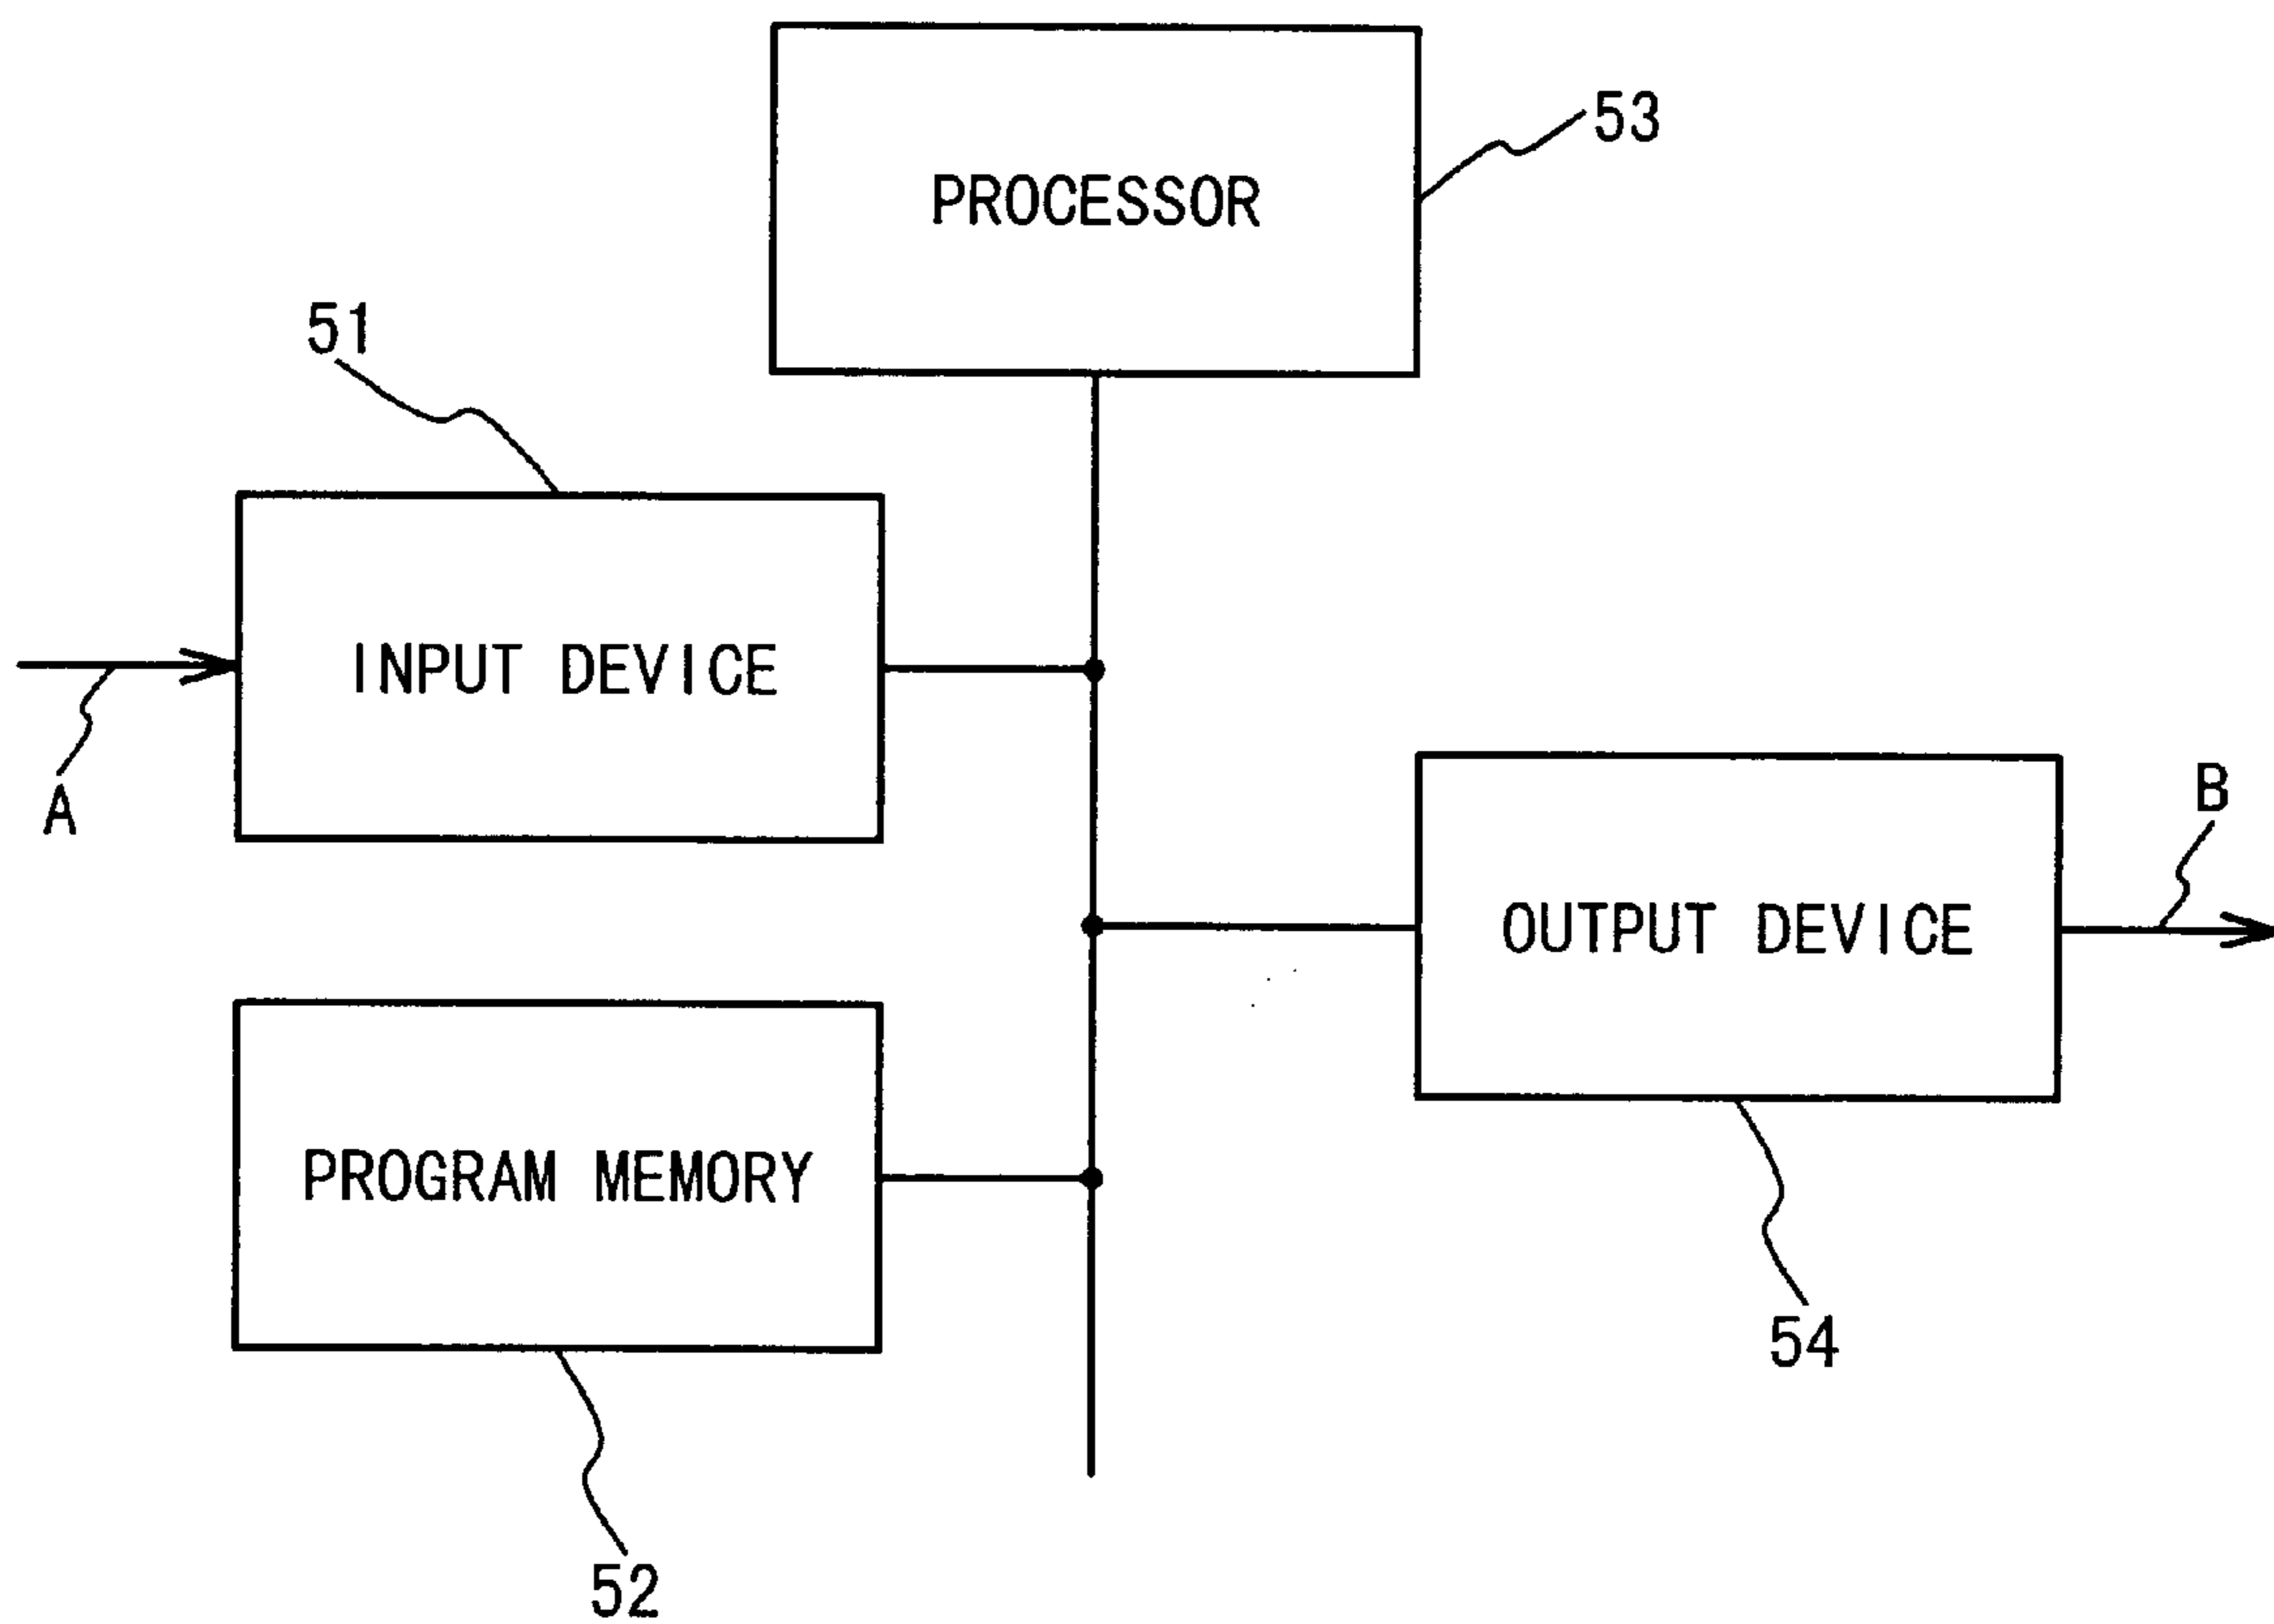 PROCESSOR
53
51
INPUT DEVICE
A
B
OUTPUT DEVICE
PROGRAM MEMORY
54
52